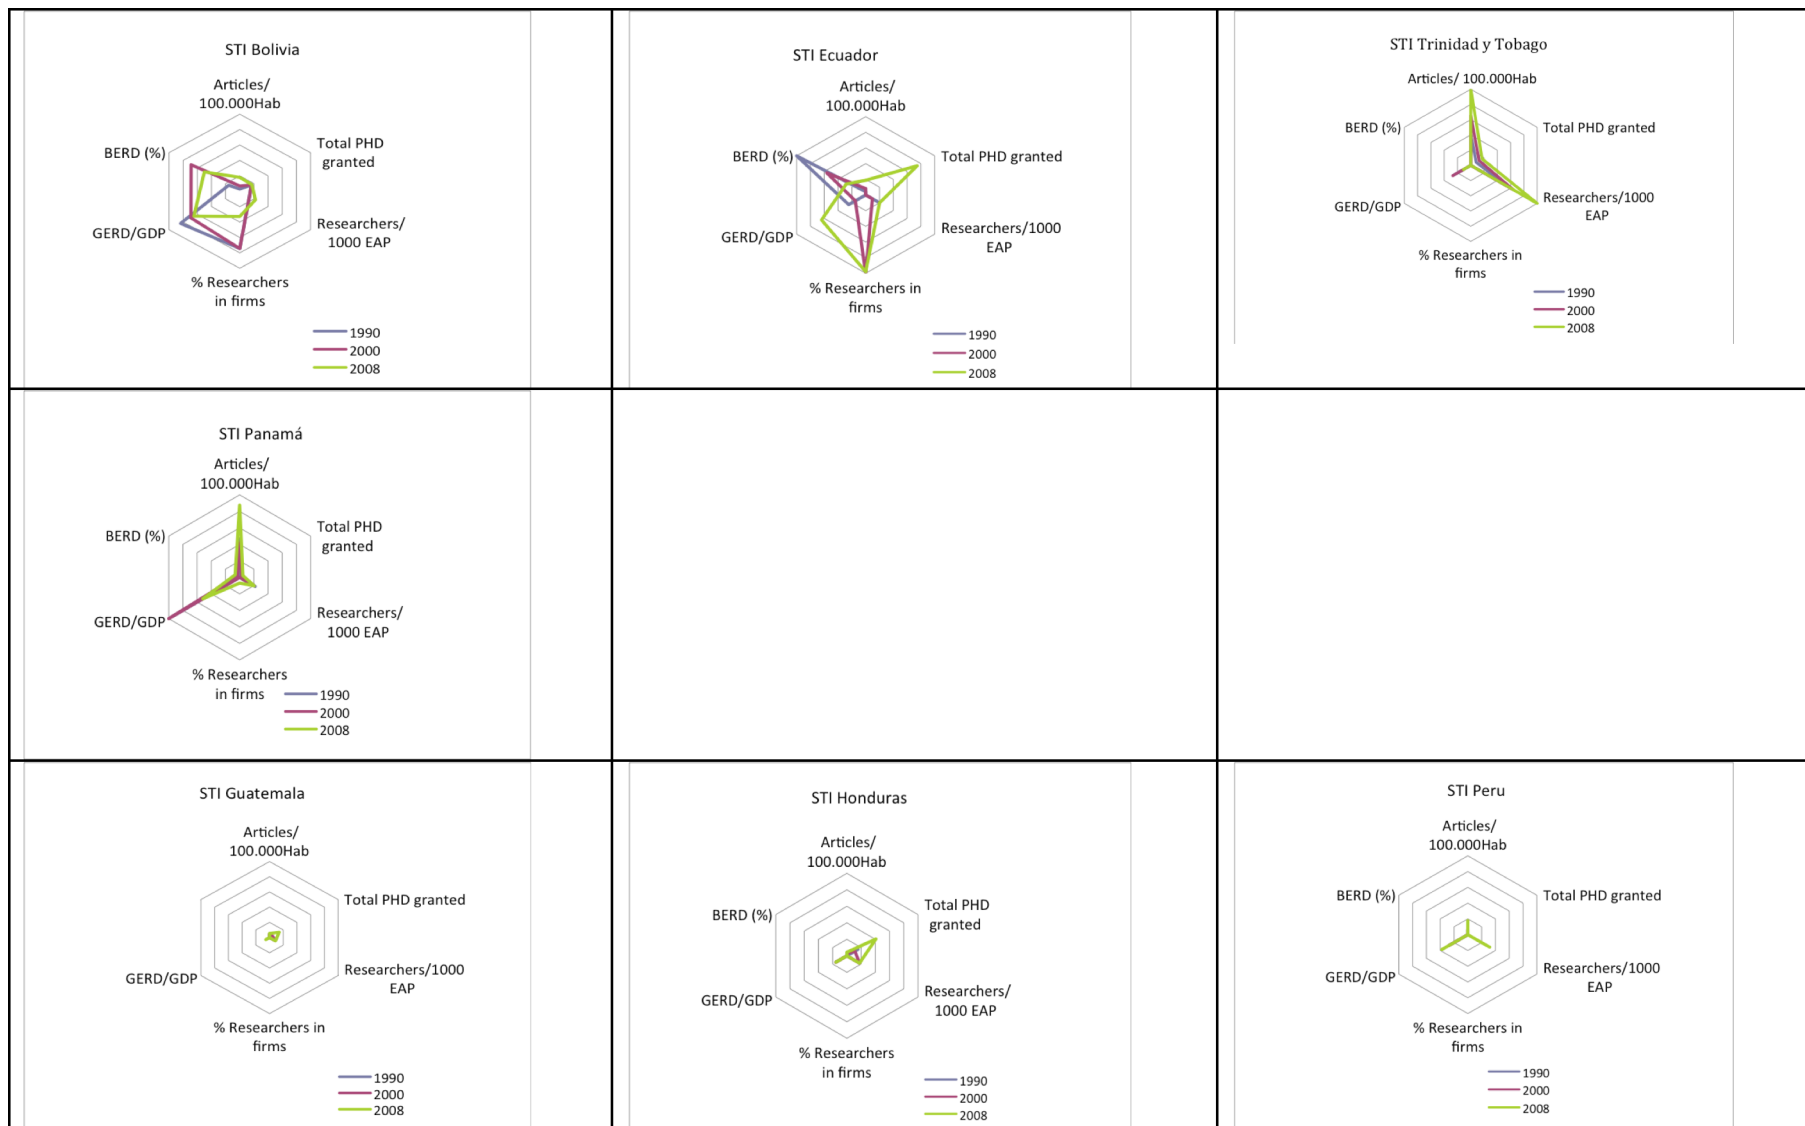 STI Bolivia
Articles/
100.000Hab
Total PHD
granted
Researchers/
1000 EAP
% Researchers
in firms
GERD/GDP
BERD (%)
1990
2000
2008
STI Ecuador
Articles/
100.000Hab
Total PHD granted
Researchers/1000
EAP
% Researchers in
firms
GERD/GDP
BERD (%)
1990
2000
2008
STI Trinidad y Tobago
Articles/ 100.000Hab
Total PHD granted
Researchers/1000
EAP
% Researchers in
firms
GERD/GDP
BERD (%)
1990
2000
2008
STI Panamá
Articles/
100.000Hab
Total PHD
granted
Researchers/
1000 EAP
% Researchers
in firms
GERD/GDP
BERD (%)
1990
2000
2008
STI Guatemala
Articles/
100.000Hab
Total PHD granted
Researchers/1000
EAP
% Researchers in
firms
GERD/GDP
1990
2000
2008
STI Honduras
Articles/
100.000Hab
Total PHD
granted
Researchers/
1000 EAP
% Researchers
in firms
GERD/GDP
BERD (%)
1990
2000
2008
STI Peru
Articles/
100.000Hab
Total PHD granted
Researchers/1000
EAP
% Researchers in
firms
GERD/GDP
BERD (%)
1990
2000
2008